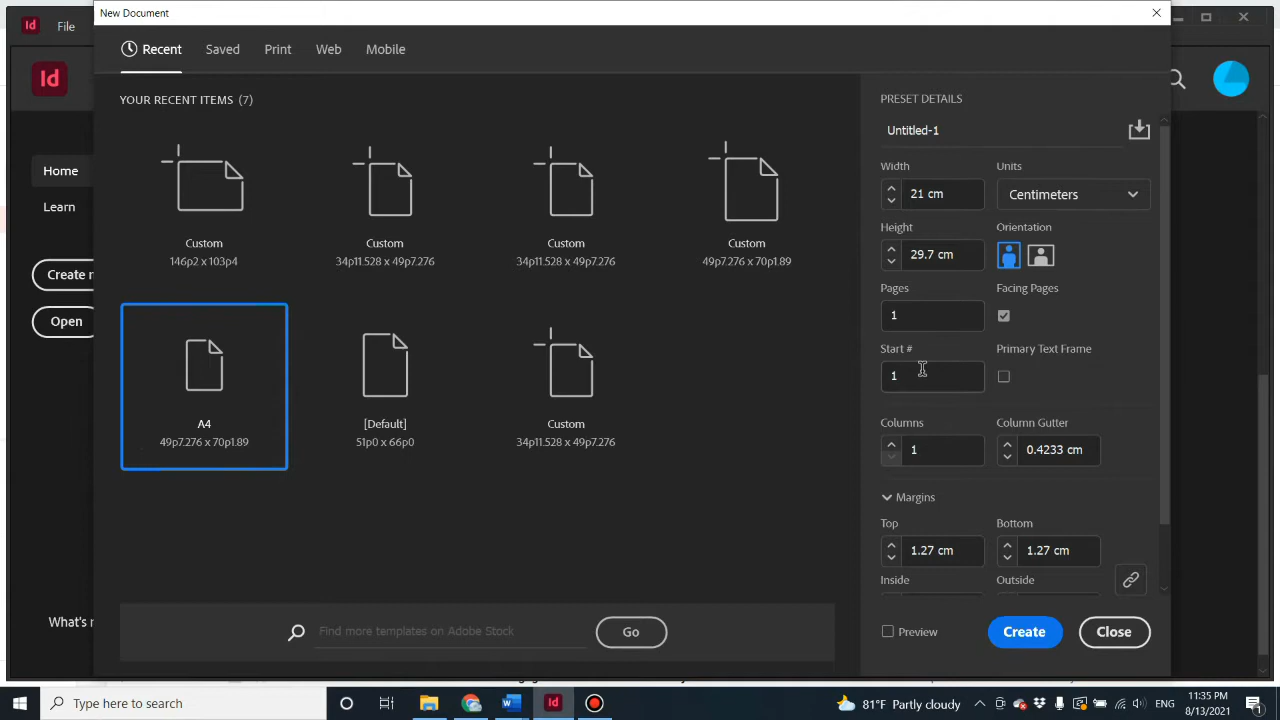 New Document
Id File
Recent Saved Print Web Mobile
Id
YOUR RECENT ITEMS (7)
PRESET DETAILS
Untitled-1
Width Units
21 cm Centimeters
Height Orientation
29.7 cm
Pages Facing Pages
1
Start # Primary Text Frame
1
Columns Column Gutter
1 0.4233 cm
Margins
Top Bottom
1.27 cm 1.27 cm
Inside Outside
Preview Create Close
Home
Learn
Create n
Open
What's n
Custom
146p2 x 103p4
Custom
34p11.528 x 49p7.276
Custom
34p11.528 x 49p7.276
Custom
49p7.276 x 70p1.89
A4
49p7.276 x 70p1.89
[Default]
51p0 x 66p0
Custom
34p11.528 x 49p7.276
Find more templates on Adobe Stock Go
Type here to search
W
Id
81°F Partly cloudy
ENG
11:35 PM
8/13/2021
1